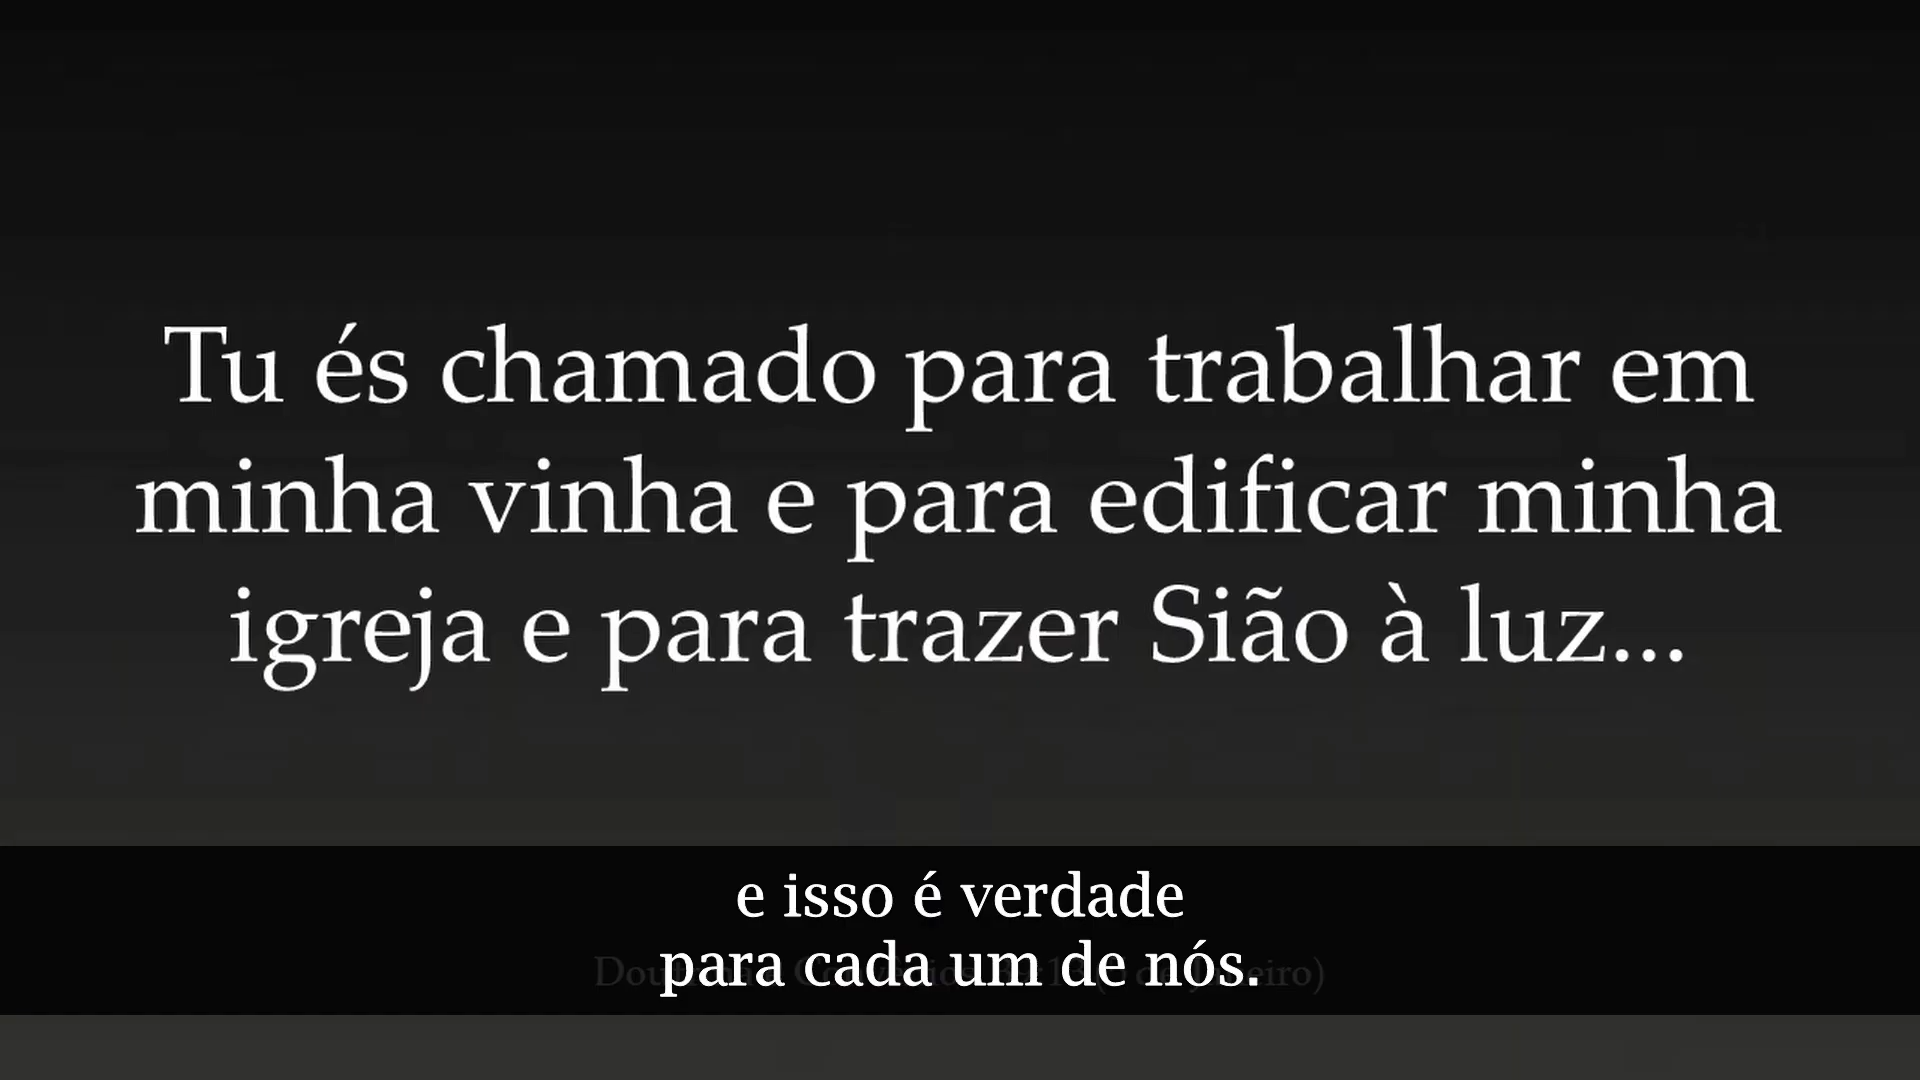 Tu és chamado para trabalhar em
minha vinha e para edificar minha
igreja e para trazer Sião à luz...
e isso é verdade
para cada um de nós.